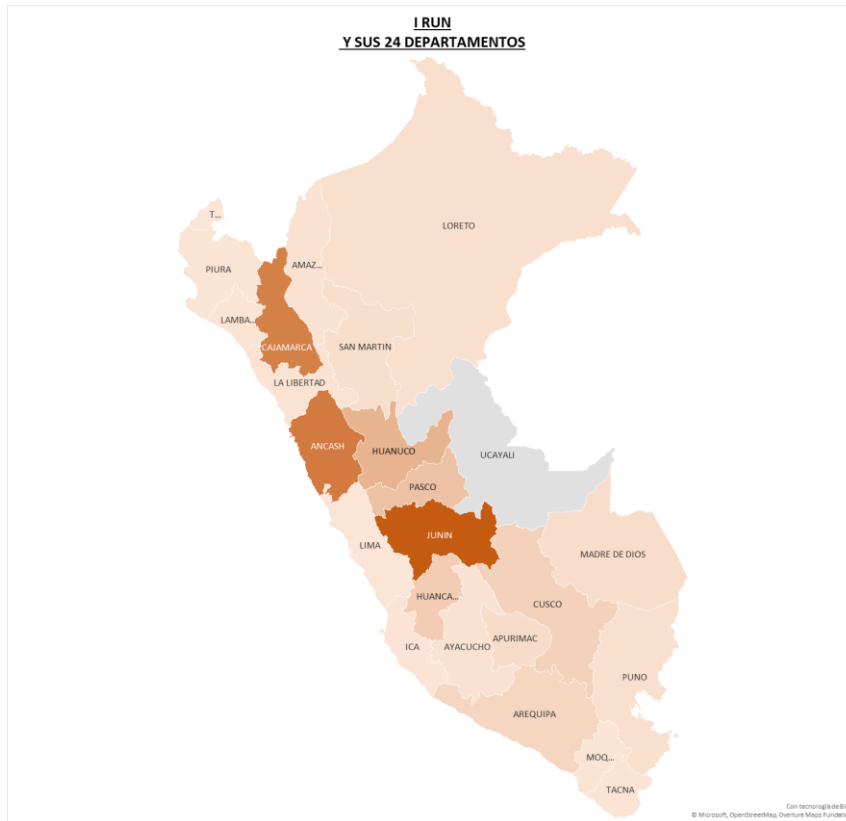 I RUN
Y SUS 24 DEPARTAMENTOS
LORETO
T...
AMAZ...
PIURA
LAMBA...
CAJAMARCA
SAN MARTIN
LA LIBERTAD
ANCASH
HUANUCO
UCAYALI
PASCO
JUNIN
LIMA
MADRE DE DIOS
HUANCA...
CUSCO
APURIMAC
ICA
AYACUCHO
PUNO
AREQUIPA
MOQ...
TACNA
Con tecnología de Bi
© Microsoft, OpenStreetMap, Overture Maps Fundatio